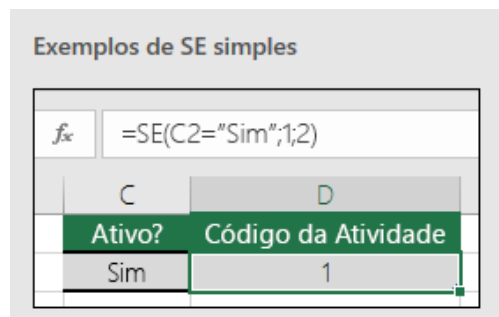 Exemplos de SE simples
fx =SE(C2="Sim";1;2)
C D
Ativo? Código da Atividade
Sim 1